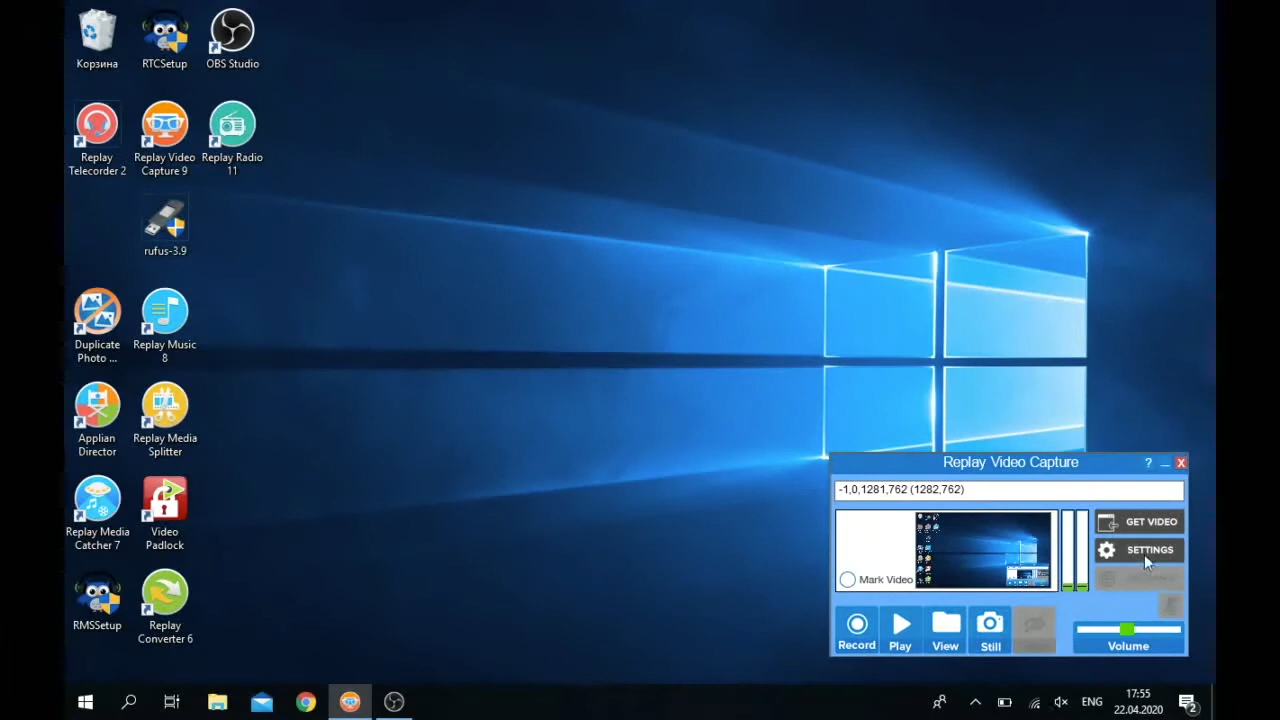 Корзина
RTCSetup
OBS Studio
Replay
Telecorder 2
Replay Video
Capture 9
Replay Radio
11
rufus-3.9
Duplicate
Photo ...
Replay Music
8
Applian
Director
Replay Media
Splitter
Replay Media
Catcher 7
Video
Padlock
RMSSetup
Replay
Converter 6
Replay Video Capture
?
-1,0,1281,762 (1282,762)
GET VIDEO
SETTINGS
Mark Video
Record
Play
View
Still
Volume
ENG
17:55
22.04.2020
2